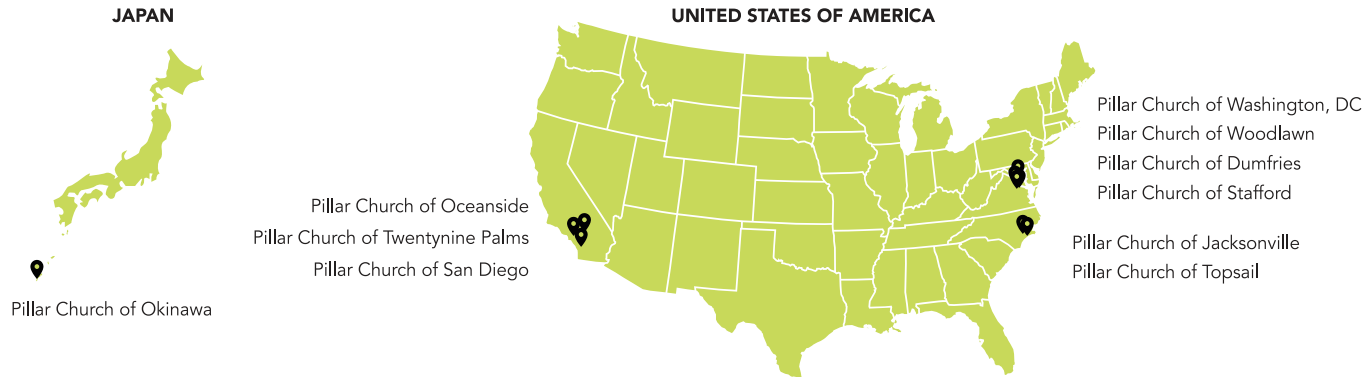 JAPAN
UNITED STATES OF AMERICA
Pillar Church of Washington, DC
Pillar Church of Woodlawn
Pillar Church of Dumfries
Pillar Church of Stafford
Pillar Church of Oceanside
Pillar Church of Twentynine Palms
Pillar Church of San Diego
Pillar Church of Jacksonville
Pillar Church of Topsail
Pillar Church of Okinawa